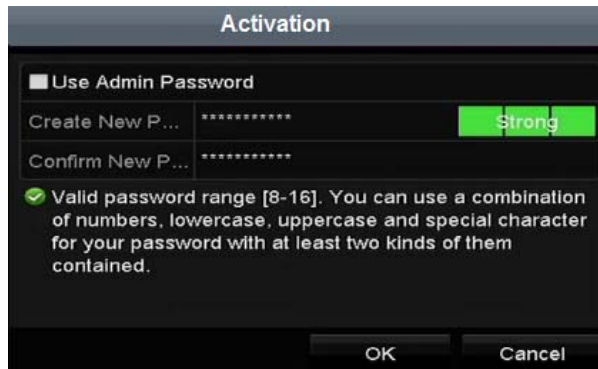 Activation
Use Admin Password
Create New P... *********** Strong
Confirm New P... ***********
Valid password range [8-16]. You can use a combination
of numbers, lowercase, uppercase and special character
for your password with at least two kinds of them
contained.
OK Cancel